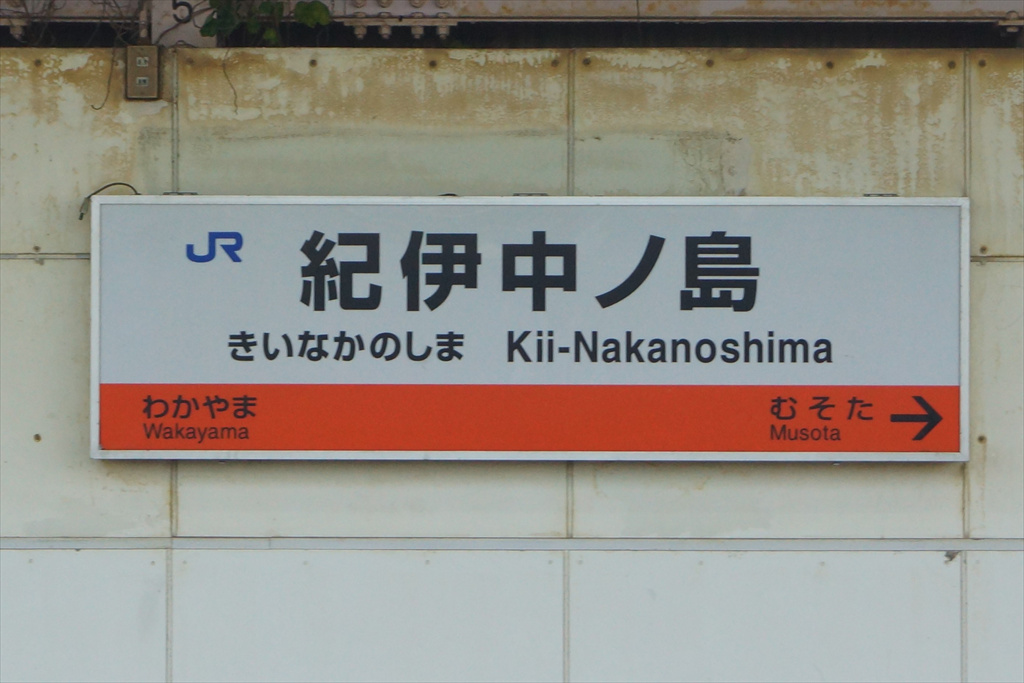 5
JR 紀伊中ノ島
きいなかのしま Kii-Nakanoshima
わかやま むそた →
Wakayama Musota